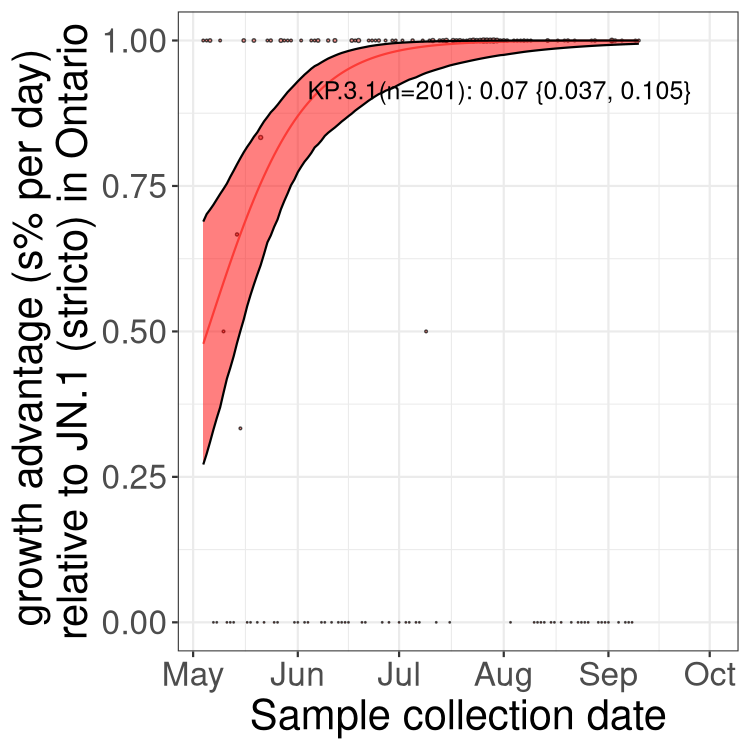 growth advantage (s% per day)
relative to JN.1 (stricto) in Ontario
1.00
0.75
0.50
0.25
0.00
KP.3.1(n=201): 0.07 {0.037, 0.105}
May Jun Jul Aug Sep Oct
Sample collection date